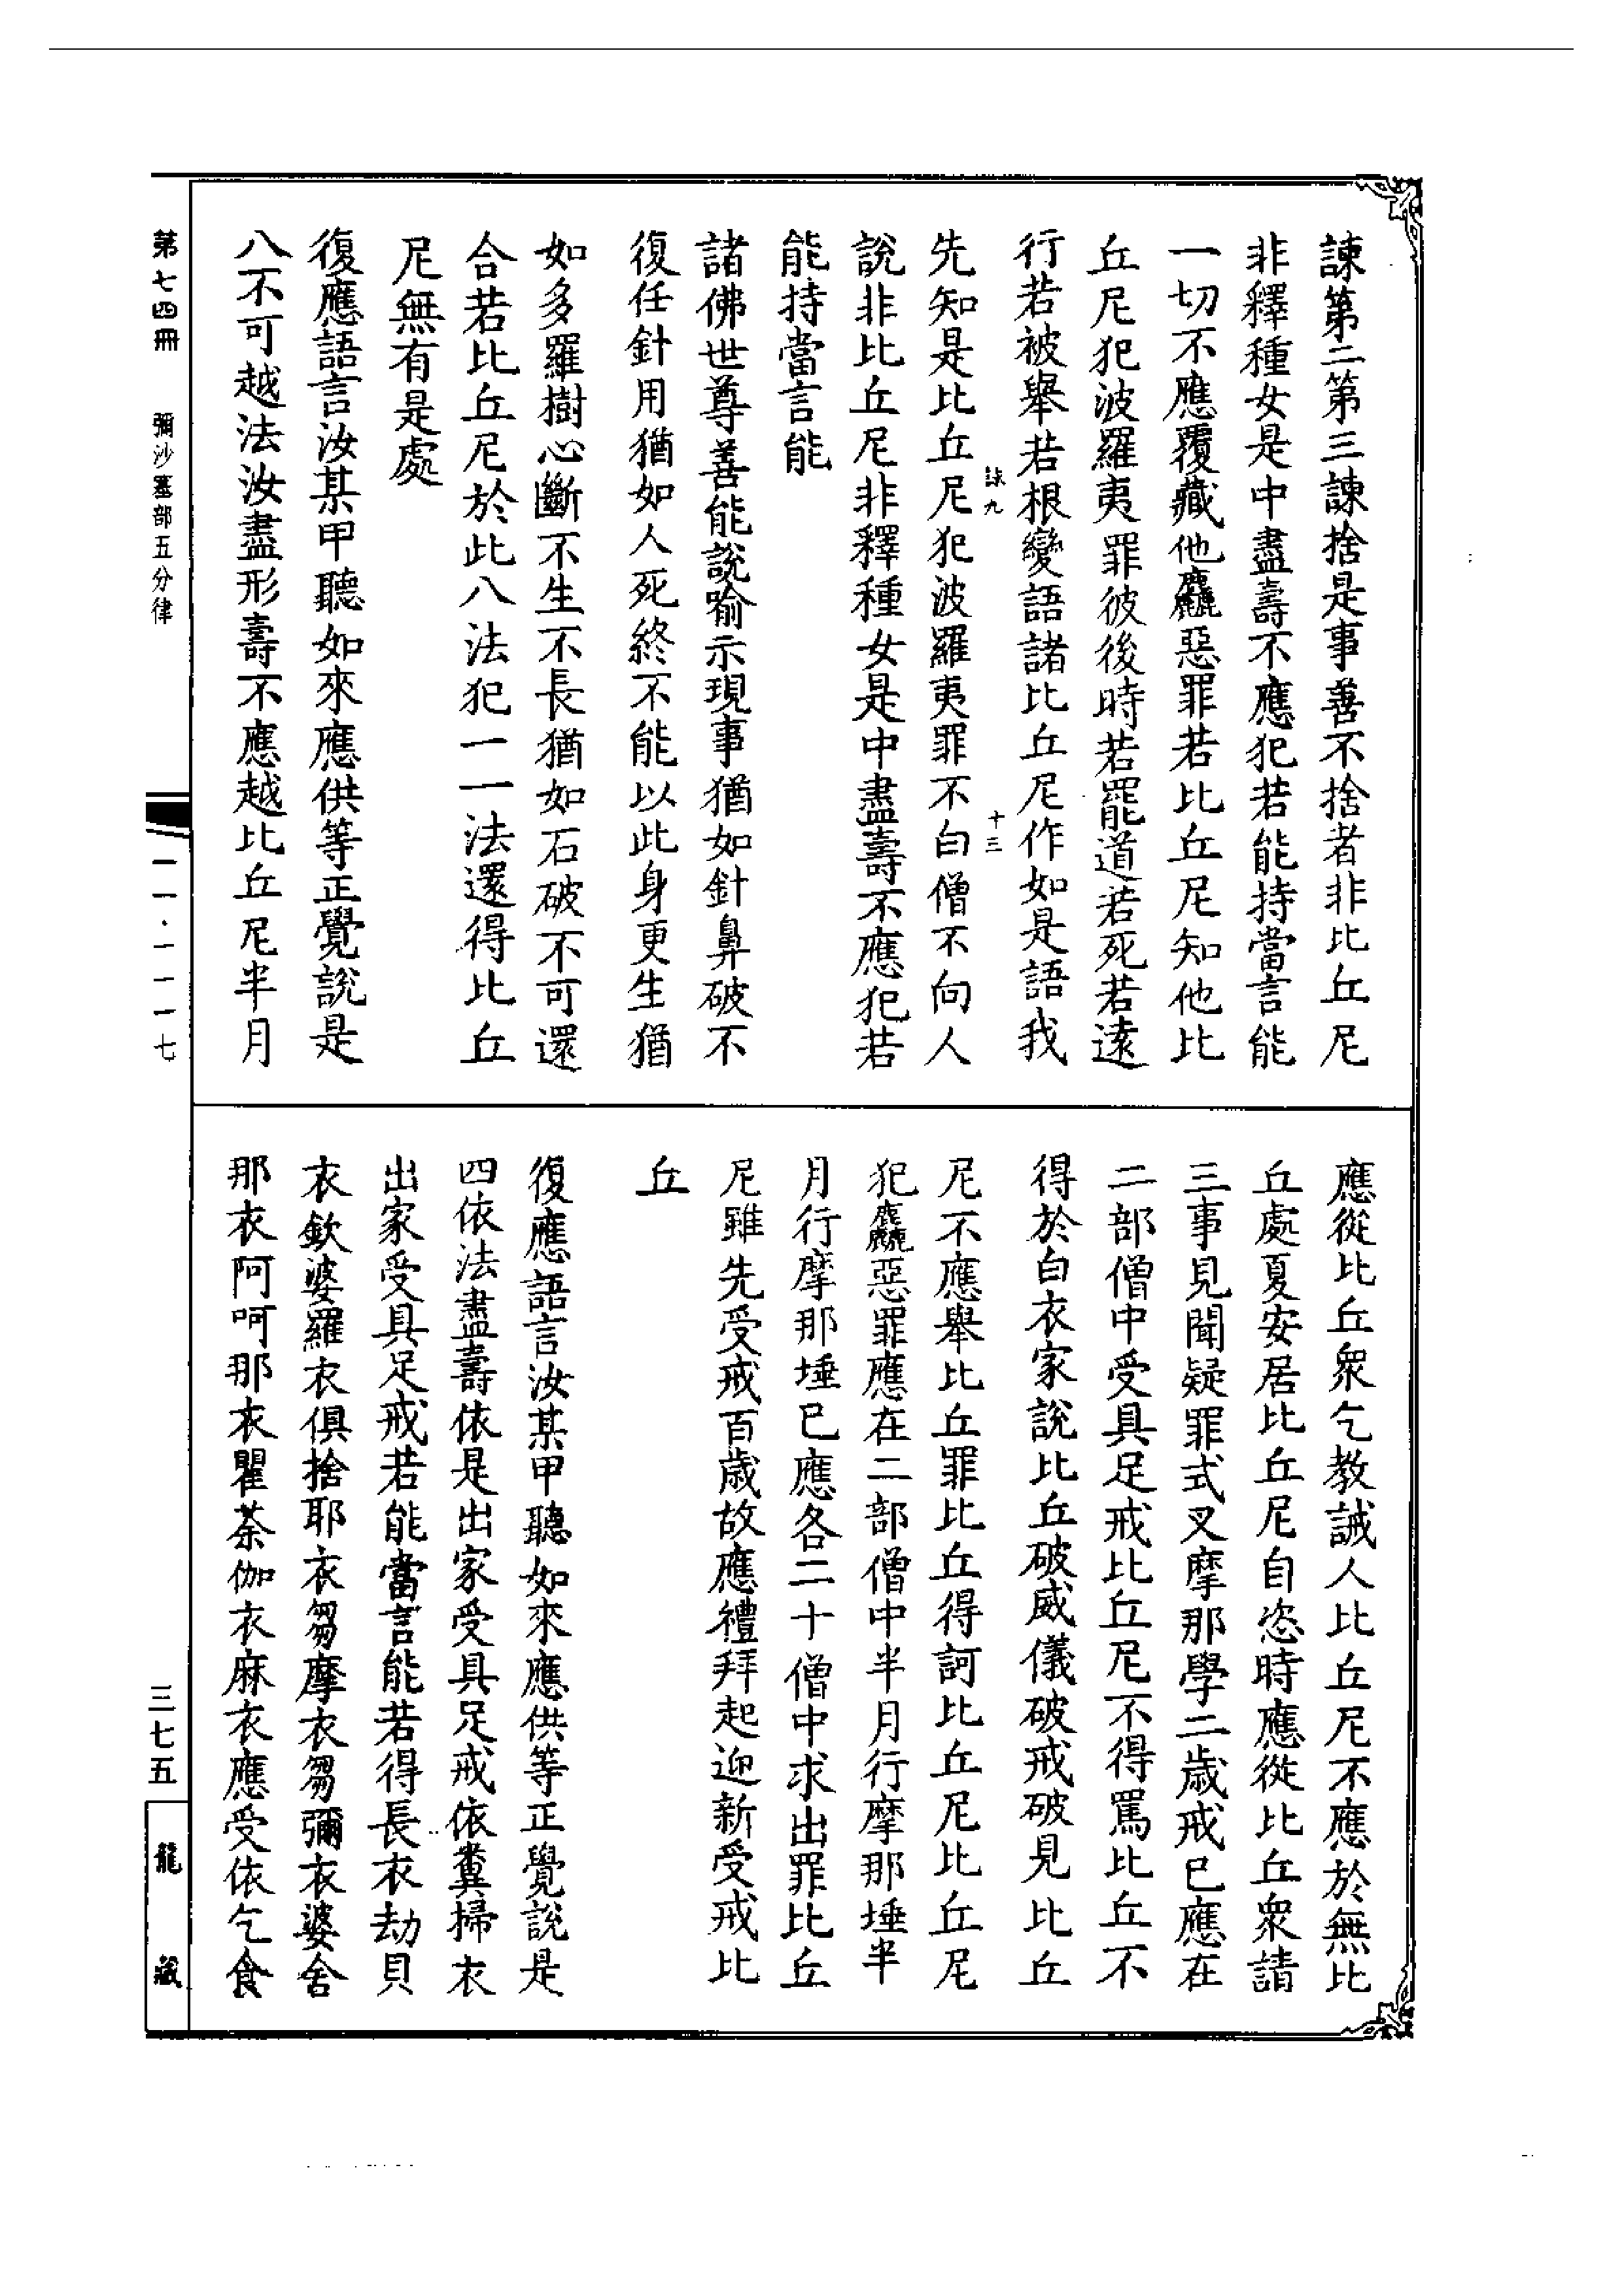 諫第二第三諫捨是事善不捨者非比丘尼
非釋種女是中盡壽不應犯若能持當言能
一切不應覆藏他麤惡罪若比丘尼知他比
丘尼犯波羅夷罪彼後時若罷道若死若遠
行若被舉若根變語諸比丘尼作如是語我
先知是比丘尼犯波羅夷罪不白僧不向人
說非比丘尼非釋種女是中盡壽不應犯若
能持當言能
諸佛世尊善能說喻示現事猶如針鼻破不
復任針用猶如人死終不能以此身更生猶
如多羅樹心斷不生不長猶如石破不可還
合若比丘尼於此八法犯一一法還得比丘
尼無有是處
復應語言汝某甲聽如來應供等正覺說是
八不可越法汝盡形壽不應越比丘尼半月
應從比丘眾乞教誡人比丘尼不應於無比
丘處夏安居比丘尼自恣時應從比丘眾請
三事見聞疑罪式叉摩那學二歲戒已應在
二部僧中受具足戒比丘尼不得罵比丘不
得於白衣家說比丘破威儀破戒破見比丘
尼不應舉比丘罪比丘得訶比丘尼比丘尼
犯麤惡罪應在二部僧中半月行摩那埵半
月行摩那埵已應各二十僧中求出罪比丘
尼雖先受戒百歲故應禮拜起迎新受戒比
丘
復應語言汝某甲聽如來應供等正覺說是
四依法盡壽依是出家受具足戒依糞掃衣
出家受具足戒若能當言能若得長衣劫貝
衣欽婆羅衣俱捨耶衣芻摩衣芻彌衣婆舍
那衣阿呵那衣瞿荼伽衣麻衣應受依乞食
詠九
十三
第七四冊
彌沙塞部五分律
一一·一一一七
三七五
龍藏